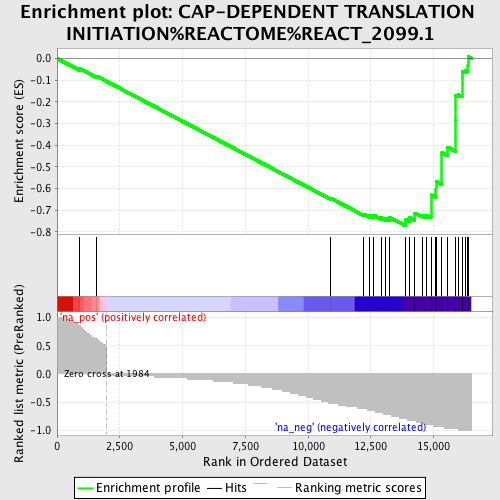 Enrichment plot: CAP-DEPENDENT TRANSLATION
INITIATION%REACTOME%REACT_2099.1
Enrichment score (ES)
0.0
-0.1
-0.2
-0.3
-0.4
-0.5
-0.6
-0.7
-0.8
Ranked list metric (PreRanked)
1.0
0.5
0.0
-0.5
-1.0
'na_pos' (positively correlated)
Zero cross at 1984
'na_neg' (negatively correlated)
0 2,500 5,000 7,500 10,000 12,500 15,000
Rank in Ordered Dataset
Enrichment profile Hits Ranking metric scores